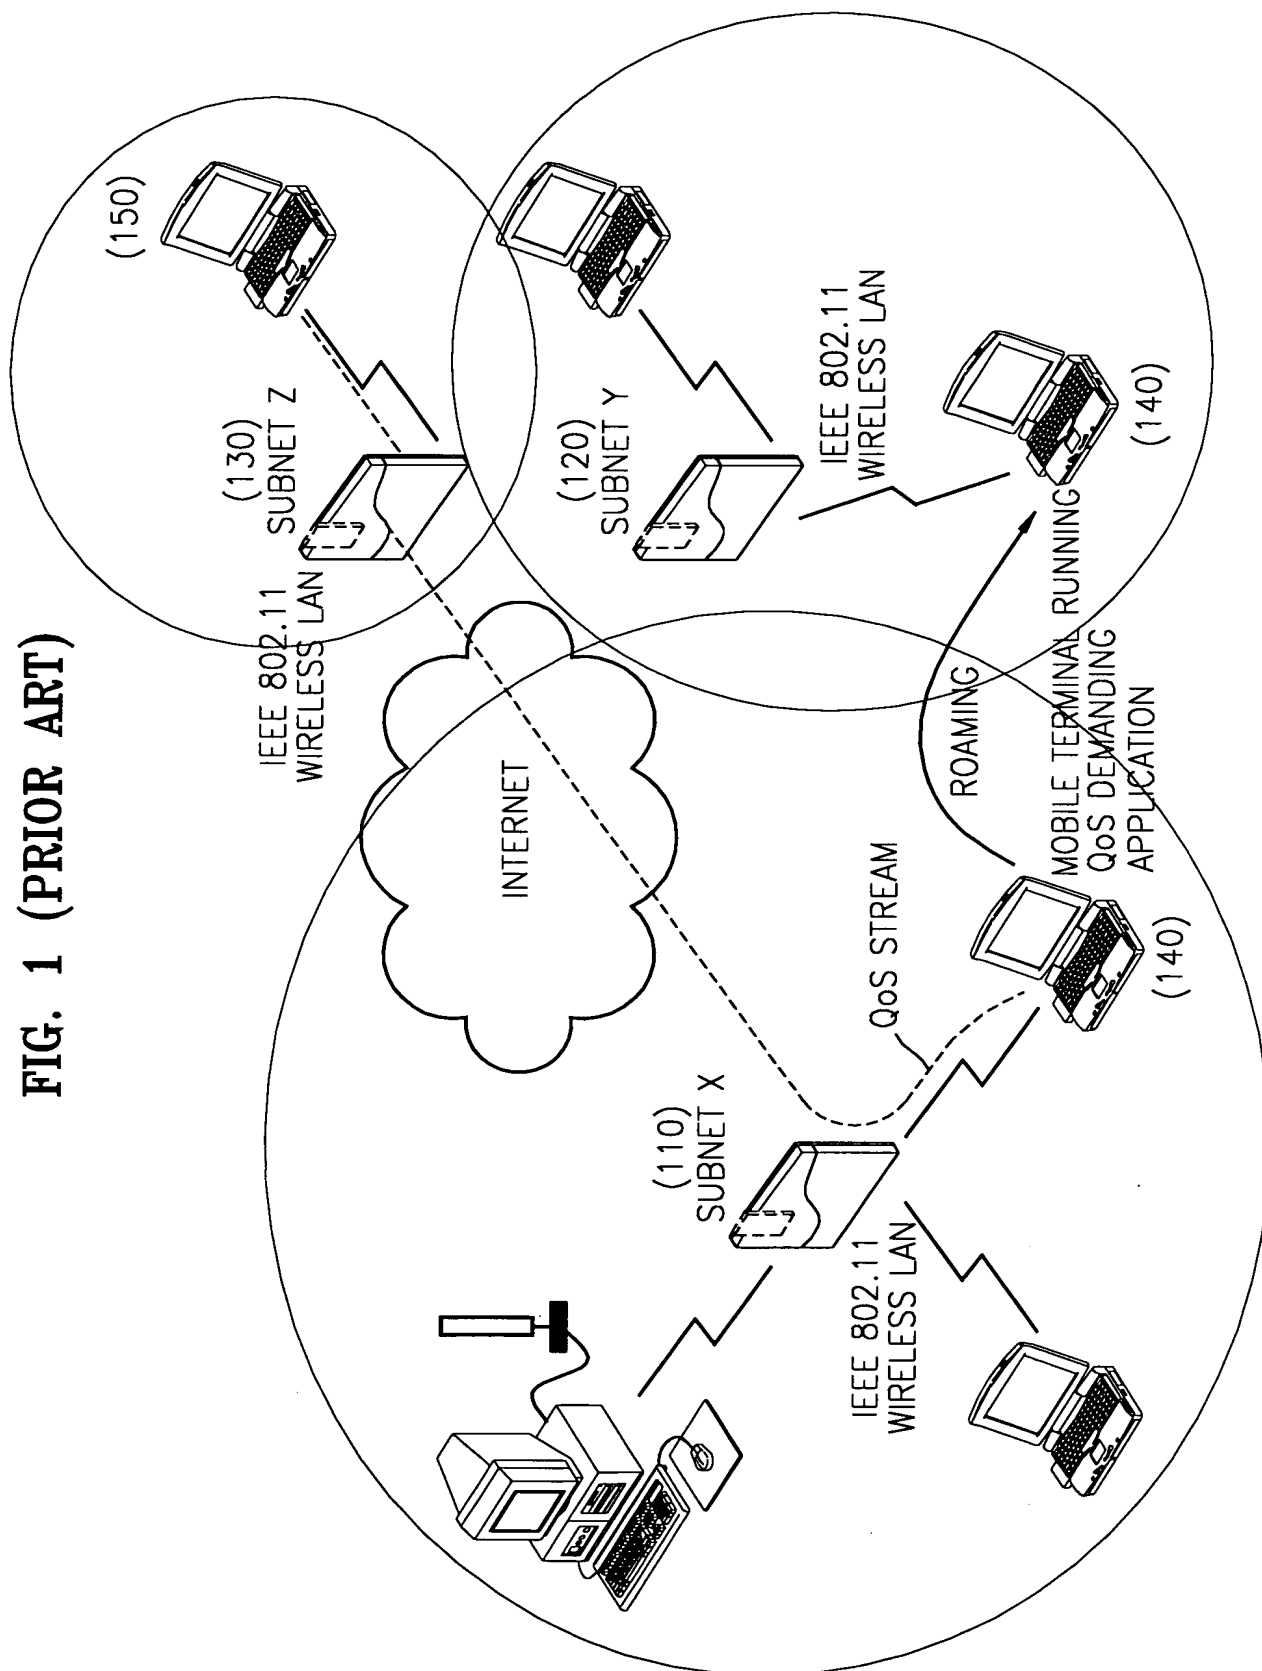 FIG. 1 (PRIOR ART)
(150)
(130)
SUBNET Z
IEEE 802.11
WIRELESS LAN
INTERNET
(120)
SUBNET Y
IEEE 802.11
WIRELESS LAN
(140)
(110)
SUBNET X
IEEE 802.11
WIRELESS LAN
QoS STREAM
ROAMING
MOBILE TERMINAL RUNNING
QoS DEMANDING
APPLICATION
(140)